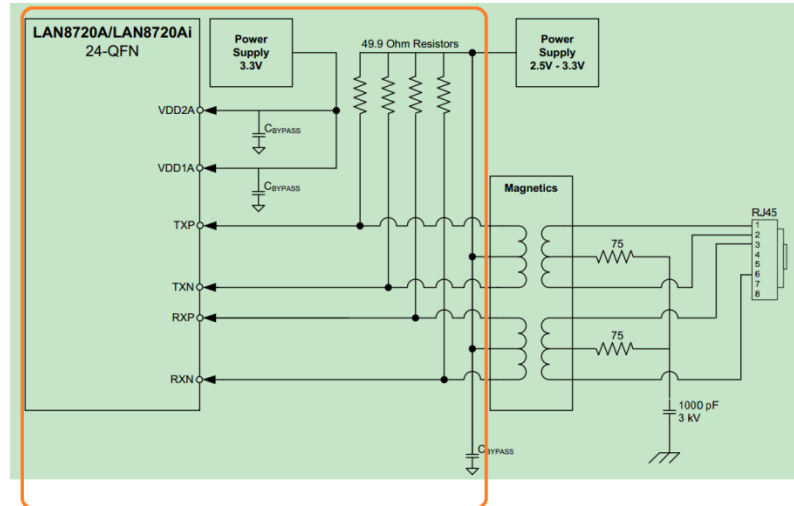 LAN8720A/LAN8720Ai
24-QFN
Power
Supply
3.3V
49.9 Ohm Resistors
Power
Supply
2.5V - 3.3V
VDD2A
CBYPASS
VDD1A
CBYPASS
Magnetics
TXP
RJ45
75
1
2
3
4
5
6
7
8
TXN
RXP
75
RXN
1000 pF
3 kV
CBYPASS